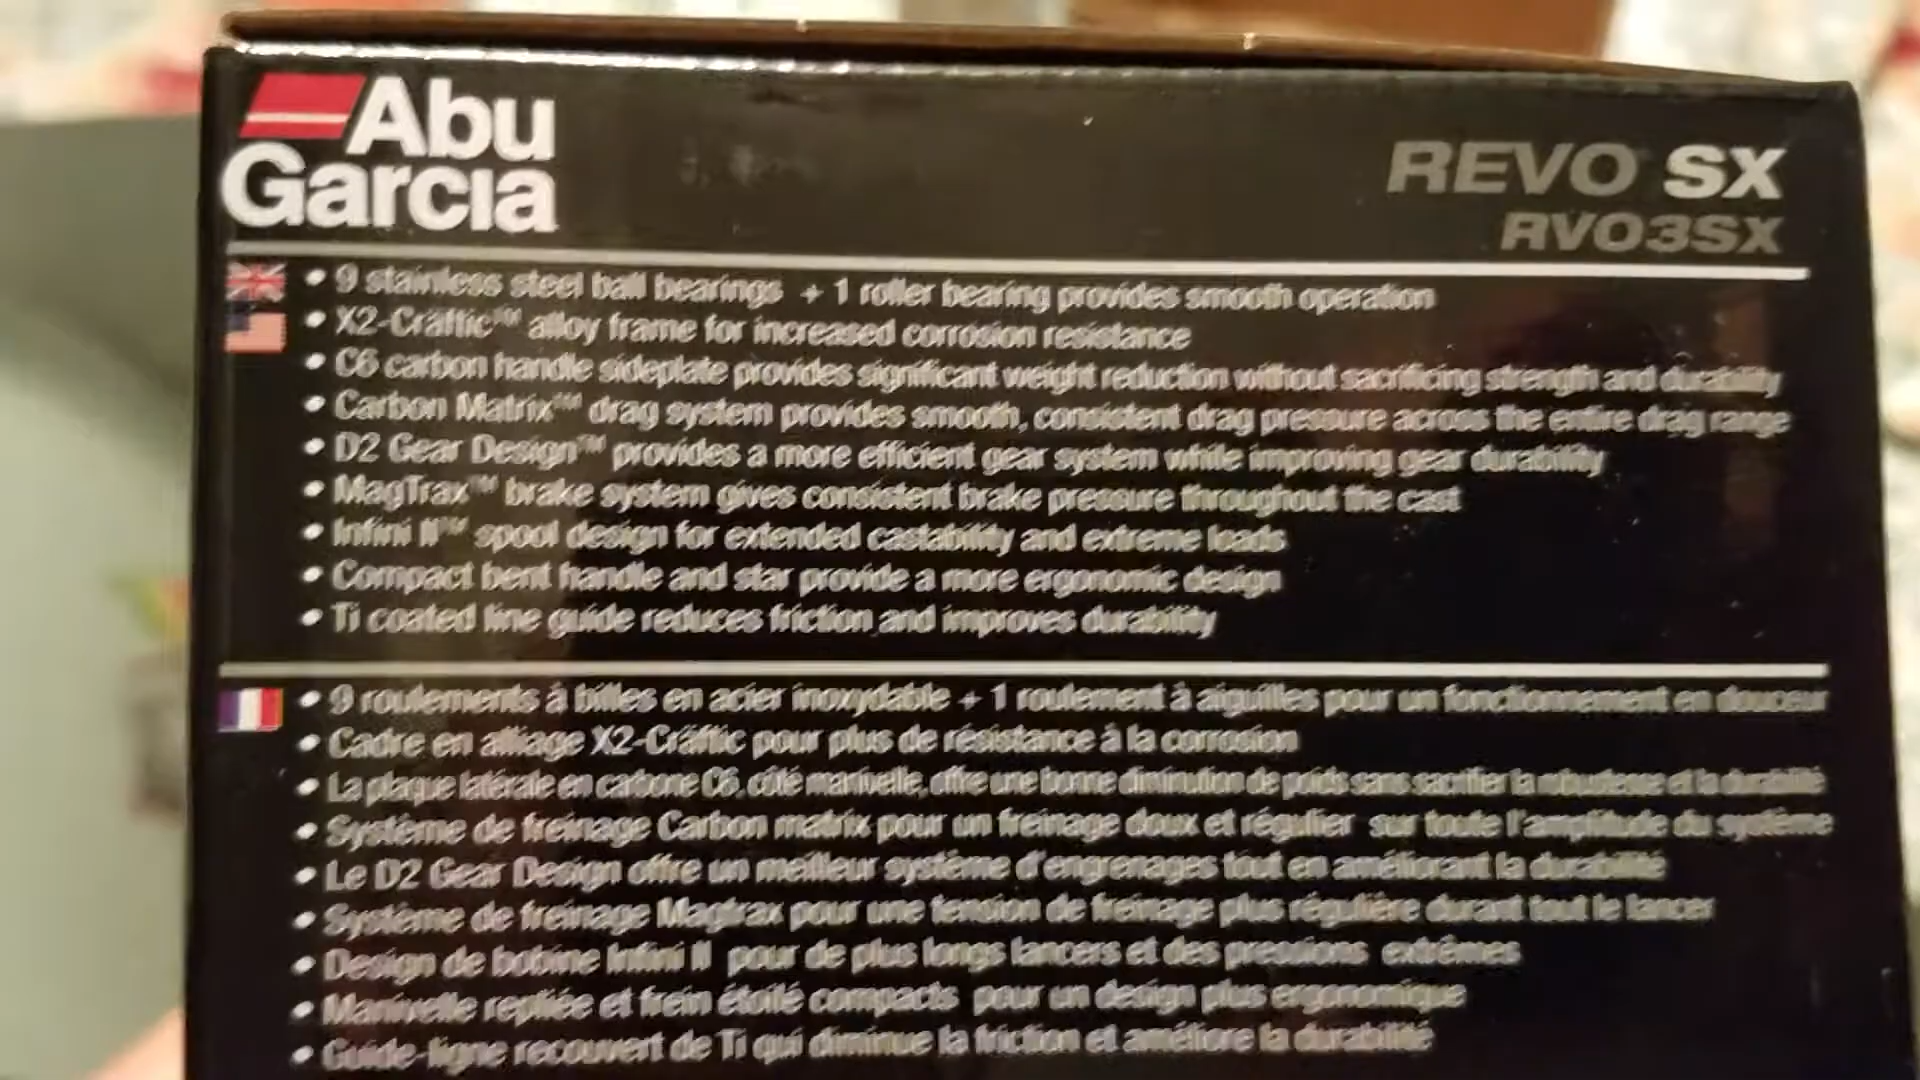 Abu
Garcia
REVO SX
RVO3SX
• 9 stainless steel ball bearings + 1 roller bearing provides smooth operation
• X2-Cräftic™ alloy frame for increased corrosion resistance
• C6 carbon handle sideplate provides significant weight reduction without sacrificing strength and durability
• Carbon Matrix™ drag system provides smooth, consistent drag pressure across the entire drag range
• D2 Gear Design™ provides a more efficient gear system while improving gear durability
• MagTrax™ brake system gives consistent brake pressure throughout the cast
• Infini II™ spool design for extended castability and extreme loads
• Compact bent handle and star provide a more ergonomic design
• Ti coated line guide reduces friction and improves durability
• 9 roulements à billes en acier inoxydable + 1 roulement à aiguilles pour un fonctionnement en douceur
• Cadre en alliage X2-Cräftic pour plus de résistance à la corrosion
• La plaque latérale en carbone C6, côté manivelle, offre une bonne diminution de poids sans sacrifier la robustesse et la durabilité
• Système de freinage Carbon matrix pour un freinage doux et régulier sur toute l'amplitude du système
• Le D2 Gear Design offre un meilleur système d'engrenages tout en améliorant la durabilité
• Système de freinage Magtrax pour une tension de freinage plus régulière durant tout le lancer
• Design de bobine Infini II pour de plus longs lancers et des pressions extrêmes
• Manivelle repliée et frein étoilé compacts pour un design plus ergonomique
• Guide-ligne recouvert de Ti qui diminue la friction et améliore la durabilité